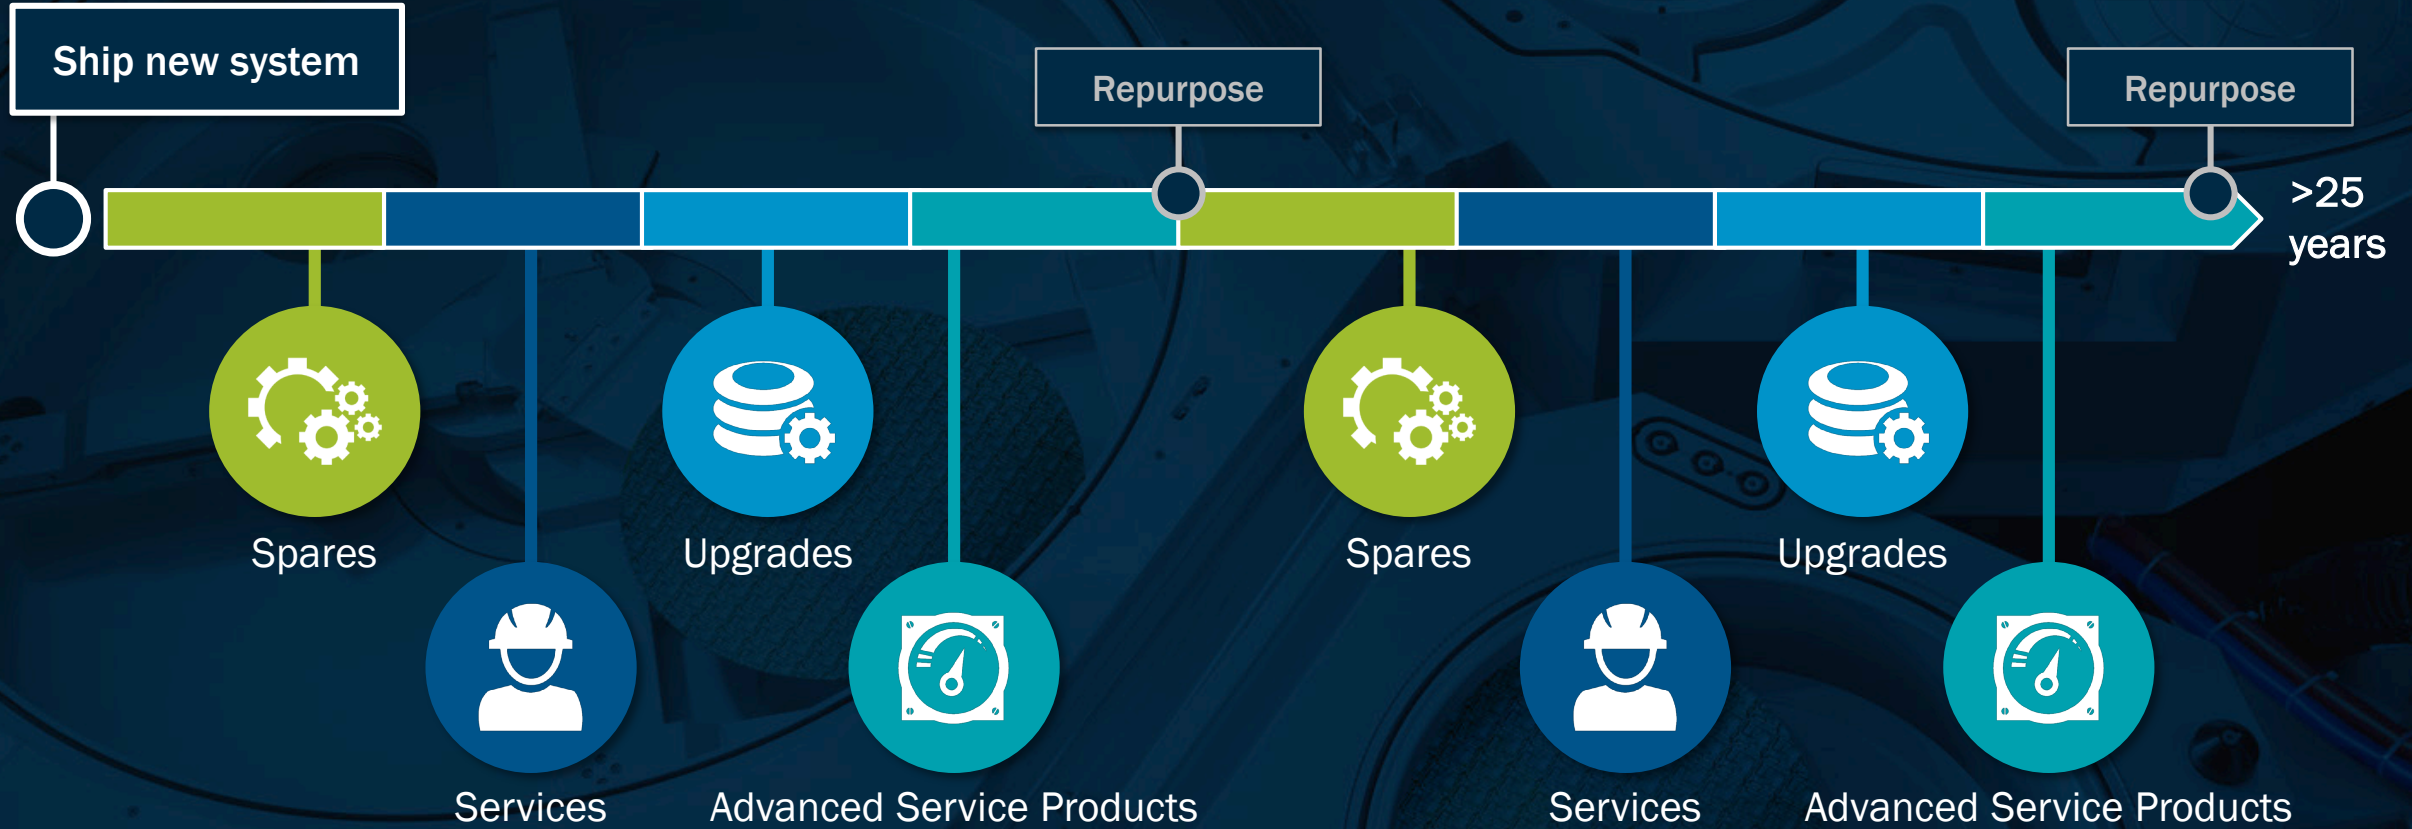 Ship new system
Repurpose
Repurpose
>25
years
Spares
Upgrades
Spares
Upgrades
Services
Advanced Service Products
Services
Advanced Service Products